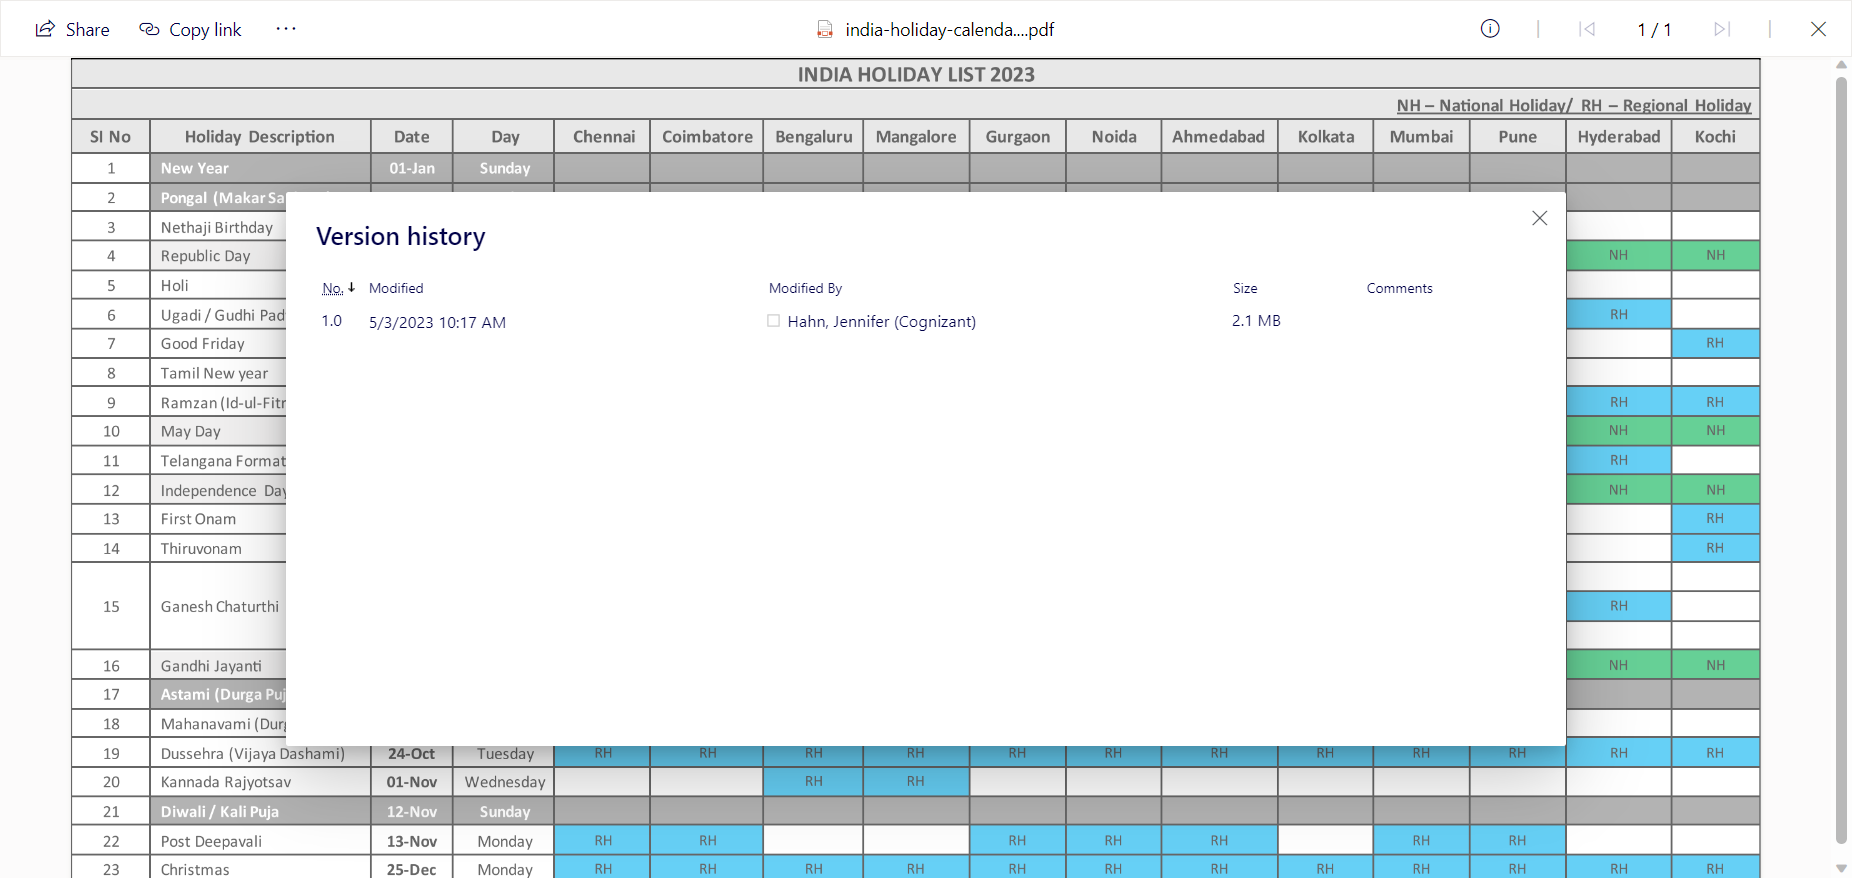 Share Copy link ... india-holiday-calenda....pdf 1 / 1
INDIA HOLIDAY LIST 2023
NH – National Holiday/ RH – Regional Holiday
SI No Holiday Description Date Day Chennai Coimbatore Bengaluru Mangalore Gurgaon Noida Ahmedabad Kolkata Mumbai Pune Hyderabad Kochi
1 New Year 01-Jan Sunday
2 Pongal (Makar Sa
3 Nethaji Birthday
4 Republic Day NH NH
5 Holi
6 Ugadi / Gudhi Pad RH
7 Good Friday RH
8 Tamil New year
9 Ramzan (Id-ul-Fitr RH RH
10 May Day NH NH
11 Telangana Format RH
12 Independence Day NH NH
13 First Onam RH
14 Thiruvonam RH
15 Ganesh Chaturthi RH
16 Gandhi Jayanti NH NH
17 Astami (Durga Puj
18 Mahanavami (Durg
19 Dussehra (Vijaya Dashami) 24-Oct Tuesday RH RH RH RH RH RH RH RH RH RH RH RH
20 Kannada Rajyotsav 01-Nov Wednesday RH RH
21 Diwali / Kali Puja 12-Nov Sunday
22 Post Deepavali 13-Nov Monday RH RH RH RH RH RH RH
23 Christmas 25-Dec Monday RH RH RH RH RH RH RH RH RH RH RH RH
Version history
No. Modified Modified By Size Comments
1.0 5/3/2023 10:17 AM Hahn, Jennifer (Cognizant) 2.1 MB